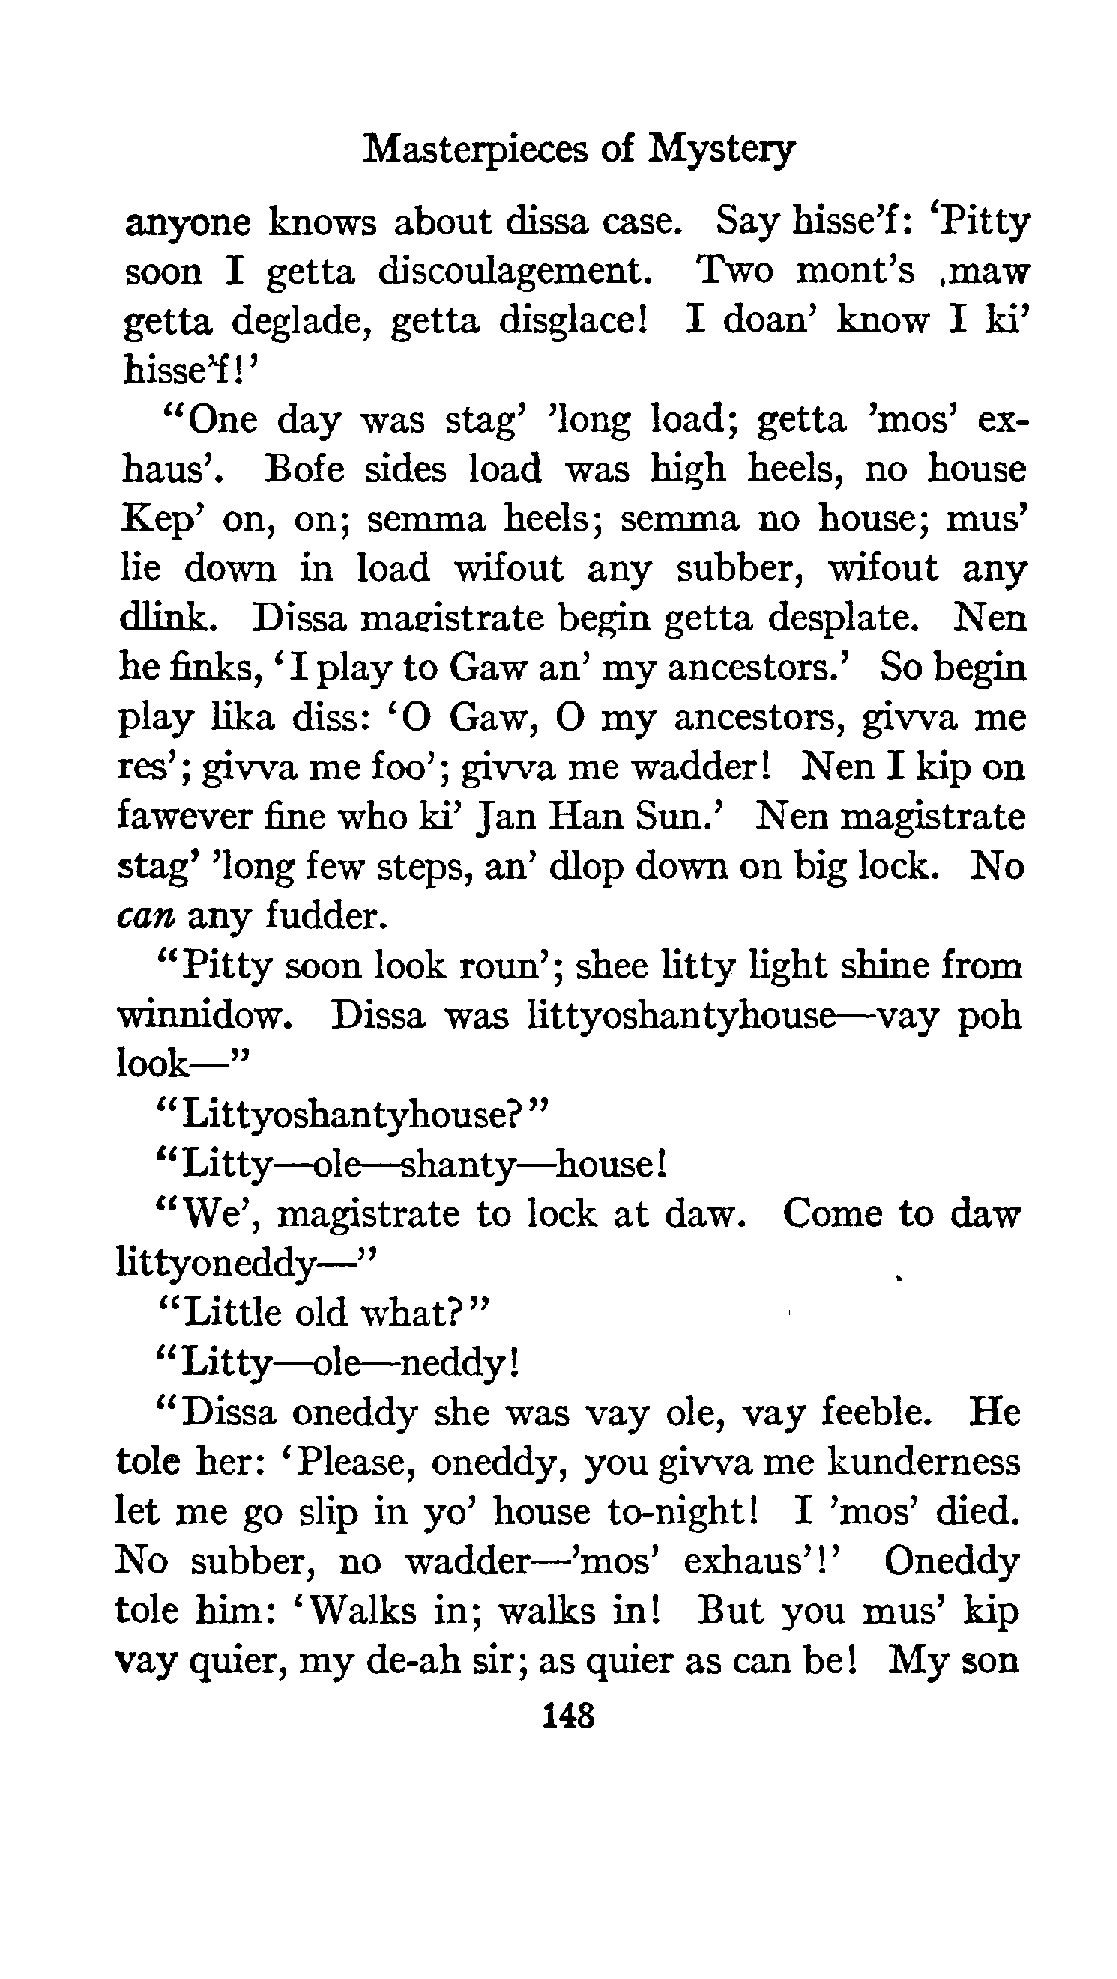 Masterpieces of Mystery
anyone knows about dissa case. Say hisse’f: ‘Pitty
soon I getta discoulagement. Two mont’s maw
getta deglade, getta disglace! I doan’ know I ki’
hisse’f!’
“One day was stag’ ’long load; getta ’mos’ ex-
haus’. Bofe sides load was high heels, no house
Kep’ on, on; semma heels; semma no house; mus’
lie down in load wifout any subber, wifout any
dlink. Dissa magistrate begin getta desplate. Nen
he finks, ‘I play to Gaw an’ my ancestors.’ So begin
play lika diss: ‘O Gaw, O my ancestors, givva me
res’; givva me foo’; givva me wadder! Nen I kip on
fawever fine who ki’ Jan Han Sun.’ Nen magistrate
stag’ ’long few steps, an’ dlop down on big lock. No
can any fudder.
“Pitty soon look roun’; shee litty light shine from
winnidow. Dissa was littyoshantyhouse—vay poh
look—”
“Littyoshantyhouse?”
“Litty—ole—shanty—house!
“We’, magistrate to lock at daw. Come to daw
littyoneddy—”
“Little old what?”
“Litty—ole—neddy!
“Dissa oneddy she was vay ole, vay feeble. He
tole her: ‘Please, oneddy, you givva me kunderness
let me go slip in yo’ house to-night! I ’mos’ died.
No subber, no wadder—’mos’ exhaus’!’ Oneddy
tole him: ‘Walks in; walks in! But you mus’ kip
vay quier, my de-ah sir; as quier as can be! My son
148